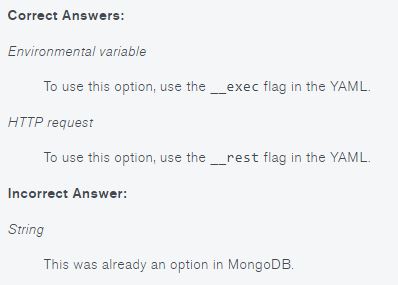 Correct Answers:
Environmental variable
To use this option, use the __exec flag in the YAML.
HTTP request
To use this option, use the __rest flag in the YAML.
Incorrect Answer:
String
This was already an option in MongoDB.